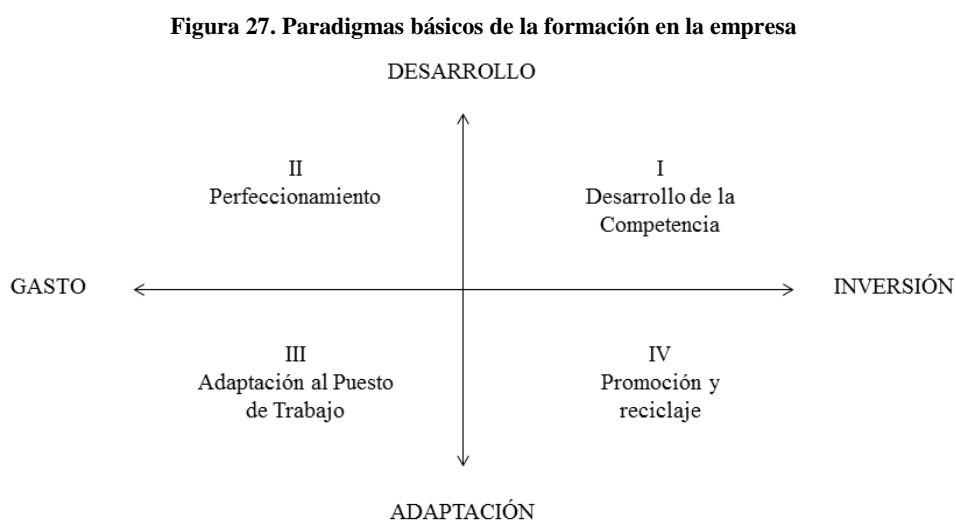 Figura 27. Paradigmas básicos de la formación en la empresa
DESARROLLO
II
Perfeccionamiento
I
Desarrollo de la
Competencia
GASTO
INVERSIÓN
III
Adaptación al Puesto
de Trabajo
IV
Promoción y
reciclaje
ADAPTACIÓN